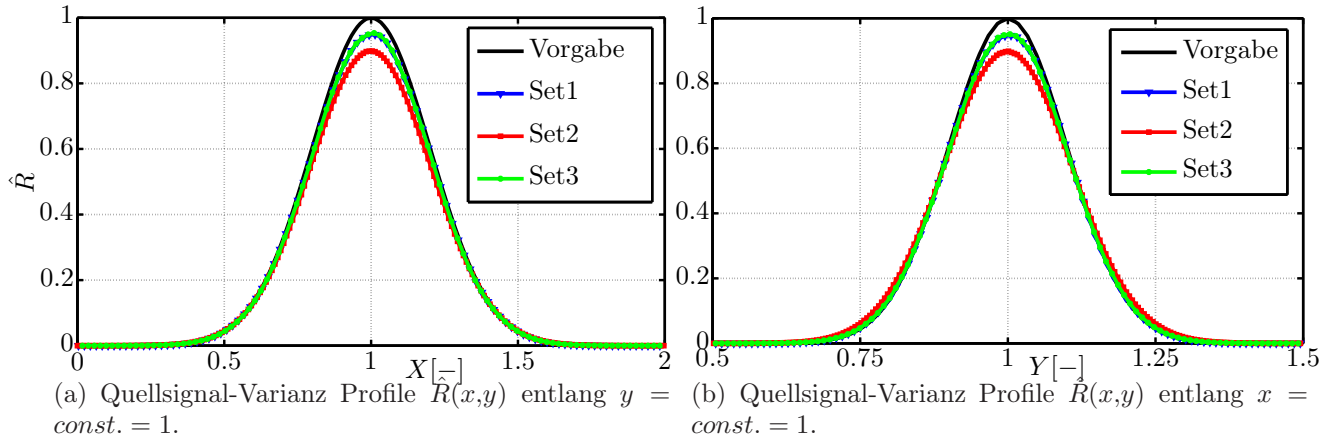 1
0.8
0.6
0.4
0.2
0
R̂
Vorgabe
Set1
Set2
Set3
0
0.5
1
1.5
2
X[−]
(a) Quellsignal-Varianz Profile R̂(x,y) entlang y =
const. = 1.
1
0.8
0.6
0.4
0.2
0
Vorgabe
Set1
Set2
Set3
0.5
0.75
1
1.25
1.5
Y[−]
(b) Quellsignal-Varianz Profile R̂(x,y) entlang x =
const. = 1.